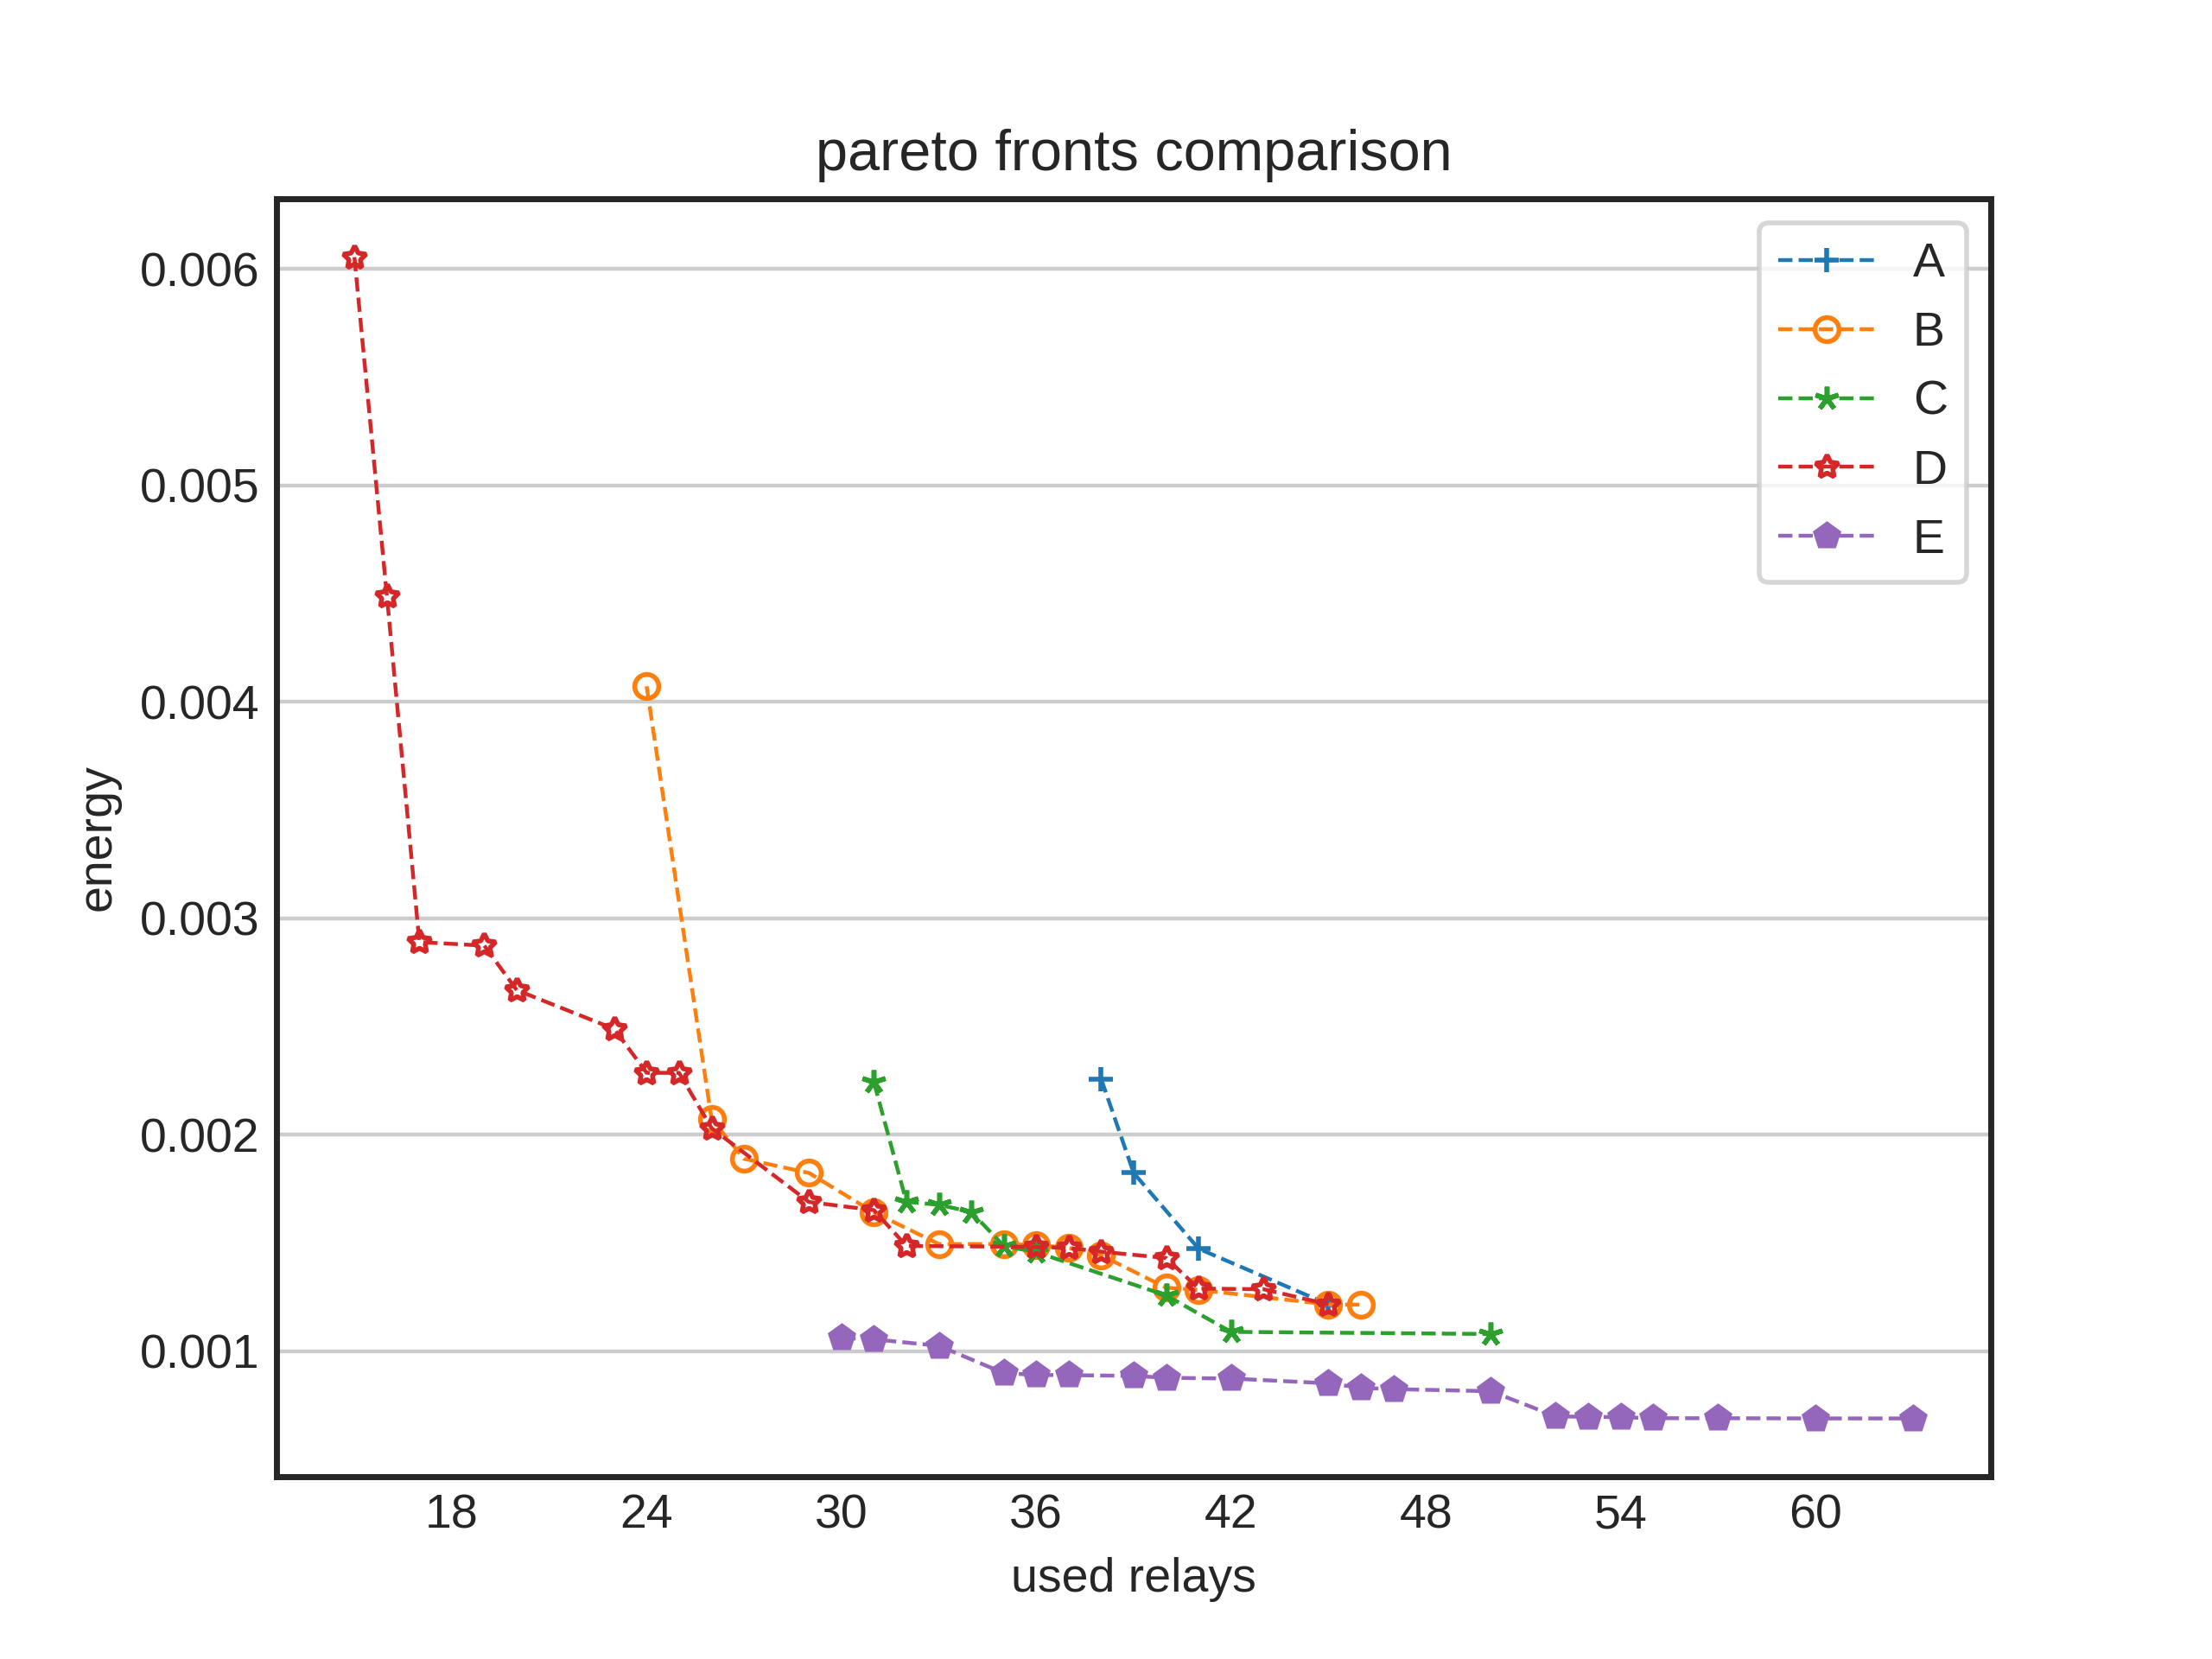 pareto fronts comparison
0.006
0.005
0.004
0.003
0.002
0.001
energy
A
B
C
D
E
18 24 30 36 42 48 54 60
used relays